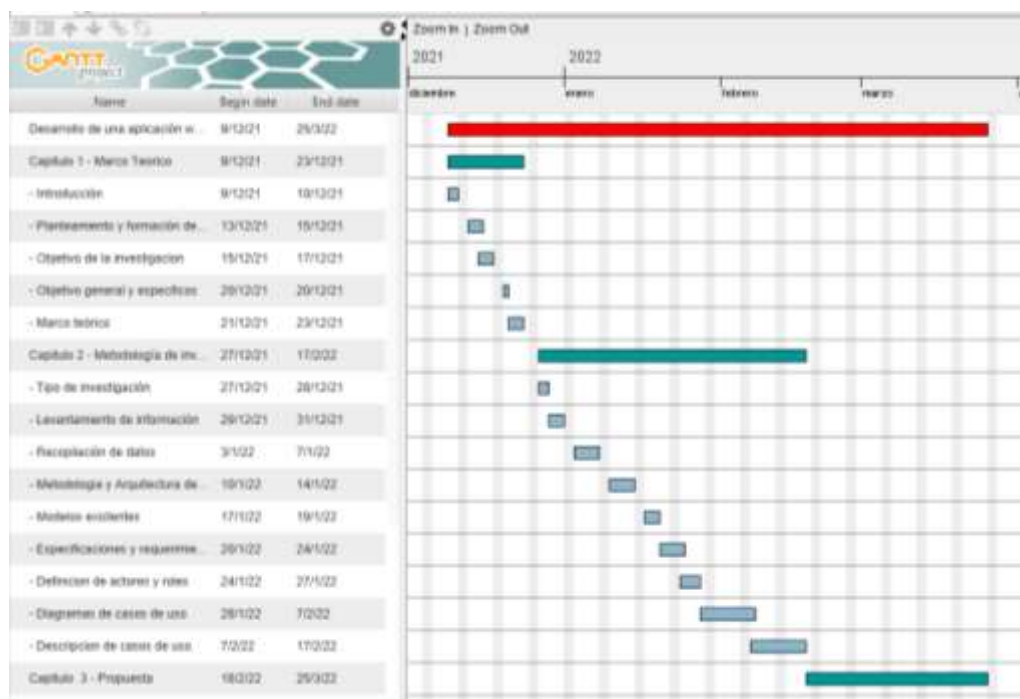 Zoom In | Zoom Out
2021 2022
GANTT project
diciembre enero febrero marzo
Name Begin date End date
Desarrollo de una aplicación w... 9/12/21 25/3/22
Capítulo 1 - Marco Teorico 9/12/21 23/12/21
- Introducción 9/12/21 10/12/21
- Planteamiento y formación de... 13/12/21 15/12/21
- Objetivo de la investigacion 15/12/21 17/12/21
- Objetivo general y especificos 20/12/21 20/12/21
- Marco teórico 21/12/21 23/12/21
Capítulo 2 - Metodología de inv... 27/12/21 17/2/22
- Tipo de investigación 27/12/21 28/12/21
- Levantamiento de información 29/12/21 31/12/21
- Recopilación de datos 3/1/22 7/1/22
- Metodologia y Arquitectura de... 10/1/22 14/1/22
- Modelos existentes 17/1/22 19/1/22
- Especificaciones y requerimie... 20/1/22 24/1/22
- Definicion de actores y roles 24/1/22 27/1/22
- Diagramas de casos de uso 28/1/22 7/2/22
- Descripcion de casos de uso 7/2/22 17/2/22
Capítulo 3 - Propuesta 18/2/22 25/3/22